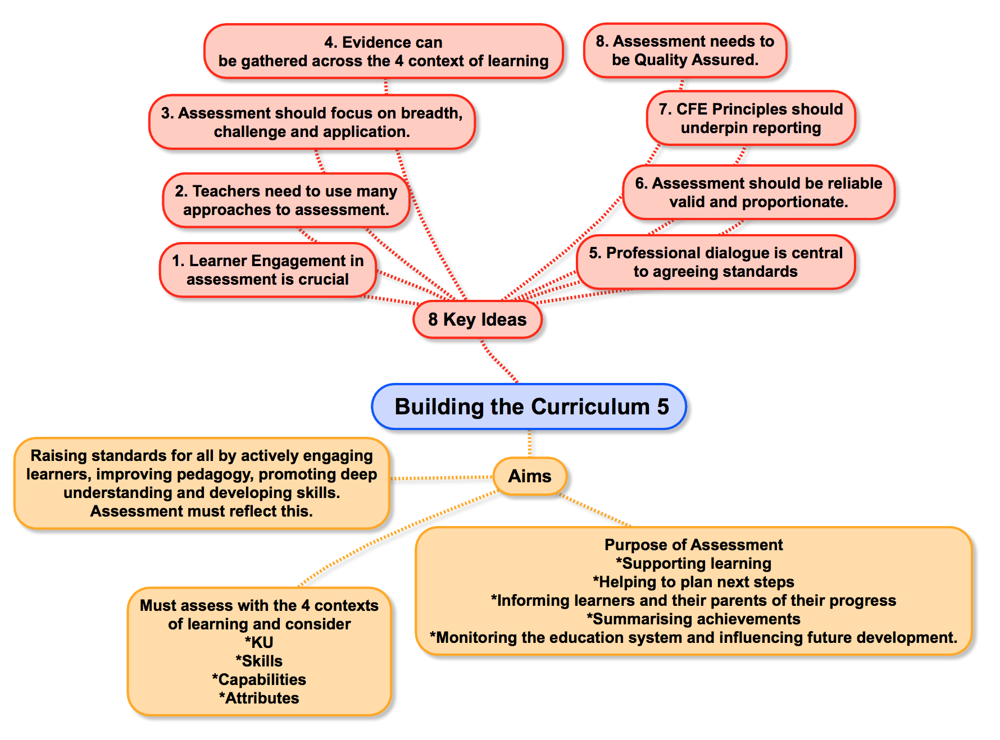 4. Evidence can
be gathered across the 4 context of learning
8. Assessment needs to
be Quality Assured.
3. Assessment should focus on breadth,
challenge and application.
7. CFE Principles should
underpin reporting
2. Teachers need to use many
approaches to assessment.
6. Assessment should be reliable
valid and proportionate.
1. Learner Engagement in
assessment is crucial
5. Professional dialogue is central
to agreeing standards
8 Key Ideas
Building the Curriculum 5
Raising standards for all by actively engaging
learners, improving pedagogy, promoting deep
understanding and developing skills.
Assessment must reflect this.
Aims
Purpose of Assessment
*Supporting learning
*Helping to plan next steps
*Informing learners and their parents of their progress
*Summarising achievements
*Monitoring the education system and influencing future development.
Must assess with the 4 contexts
of learning and consider
*KU
*Skills
*Capabilities
*Attributes